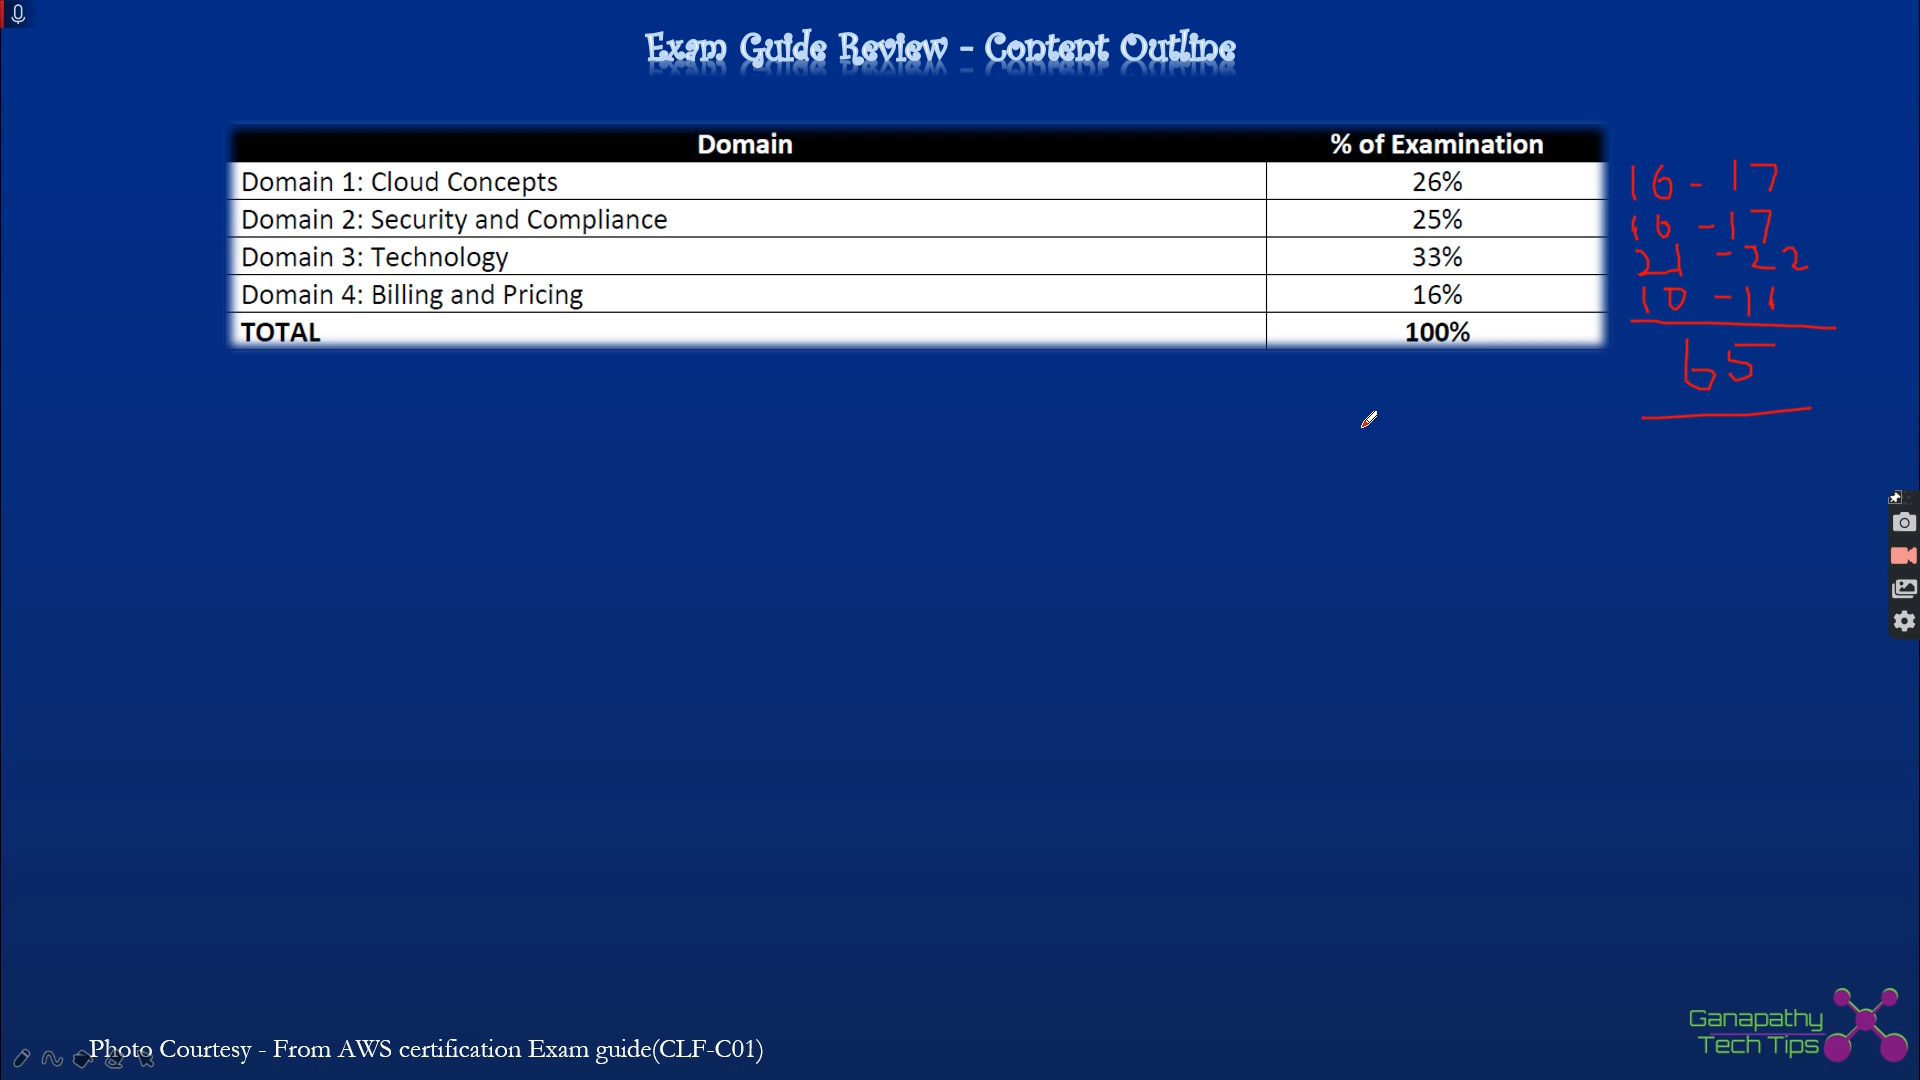 Exam Guide Review - Content Outline
Domain % of Examination
Domain 1: Cloud Concepts 26% 16 - 17
Domain 2: Security and Compliance 25% 16 - 17
Domain 3: Technology 33% 21 - 22
Domain 4: Billing and Pricing 16% 10 - 11
TOTAL 100%
65
Photo Courtesy - From AWS certification Exam guide(CLF-C01)
Ganapathy
Tech Tips